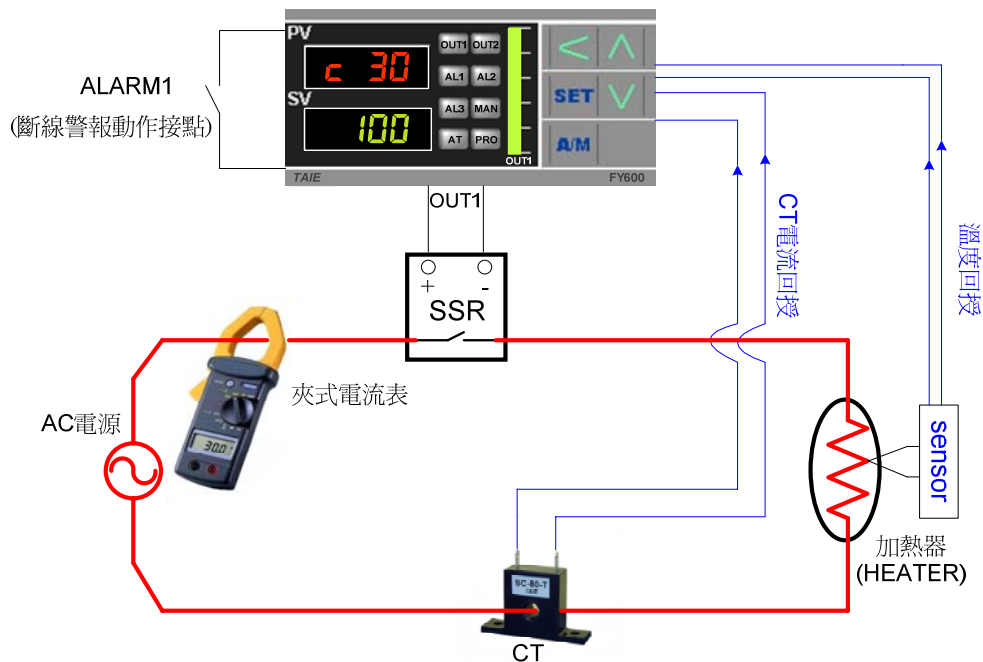 PV
c 30
SV
100
OUT1 OUT2
AL1 AL2
AL3 MAN
AT PRO
OUT1
SET
A/M
TAIE
FY600
ALARM1
(斷線警報動作接點)
OUT1
+ -
SSR
CT電流回授
溫度回授
夾式電流表
30.0
AC電源
sensor
加熱器
(HEATER)
SC-80-T
TAIE
CT